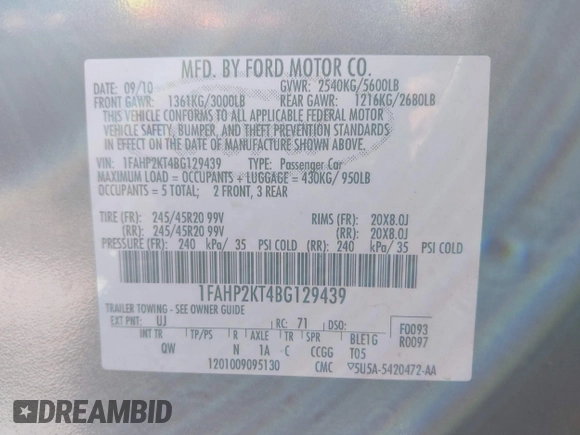 MFD. BY FORD MOTOR CO.
DATE: 09/10 GVWR: 2540KG/5600LB
FRONT GAWR: 1361KG/3000LB REAR GAWR: 1216KG/2680LB
THIS VEHICLE CONFORMS TO ALL APPLICABLE FEDERAL MOTOR
VEHICLE SAFETY, BUMPER, AND THEFT PREVENTION STANDARDS
IN EFFECT ON THE DATE OF MANUFACTURE SHOWN ABOVE.
VIN: 1FAHP2KT4BG129439 TYPE: Passenger Car
MAXIMUM LOAD = OCCUPANTS + LUGGAGE = 430KG/ 950LB
OCCUPANTS = 5 TOTAL; 2 FRONT, 3 REAR
TIRE (FR): 245/45R20 99V RIMS (FR): 20X8.0J
(RR): 245/45R20 99V (RR): 20X8.0J
PRESSURE (FR): 240 kPa/ 35 PSI COLD (RR): 240 kPa/ 35 PSI COLD
1FAHP2KT4BG129439
TRAILER TOWING - SEE OWNER GUIDE
EXT PNT: UJ RC: 71 DSO: F0093
INT TR TP/PS R AXLE TR SPR BLE1G R0097
QW N 1A C CCGG T05
1201009095130 CMC ▽5U5A-5420472-AA
DREAMBID